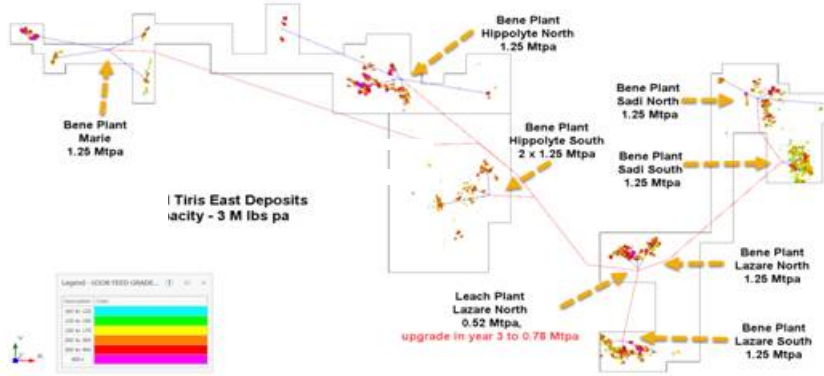 Bene Plant
Hippolyte North
1.25 Mtpa
Bene Plant
Sadi North
1.25 Mtpa
Bene Plant
Marie
1.25 Mtpa
Bene Plant
Hippolyte South
2 x 1.25 Mtpa
Bene Plant
Sadi South
1.25 Mtpa
l Tiris East Deposits
pacity - 3 M lbs pa
Bene Plant
Lazare North
1.25 Mtpa
Leach Plant
Lazare North
0.52 Mtpa,
upgrade in year 3 to 0.78 Mtpa
Bene Plant
Lazare South
1.25 Mtpa
Legend